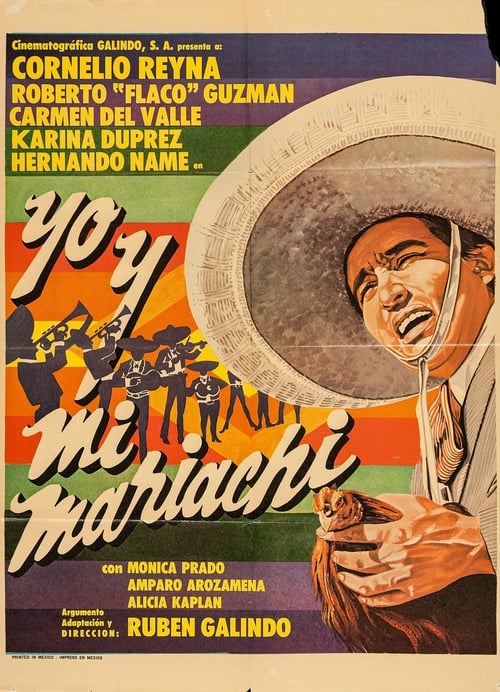 Cinematográfica GALINDO, S. A. presenta a:
CORNELIO REYNA
ROBERTO "FLACO" GUZMAN
CARMEN DEL VALLE
KARINA DUPREZ
HERNANDO NAME en
yo y
mi
mariachi
con MONICA PRADO
AMPARO AROZAMENA
ALICIA KAPLAN
Argumento
Adaptación y
DIRECCION: RUBEN GALINDO
PRINTED IN MEXICO - IMPRESO EN MEXICO